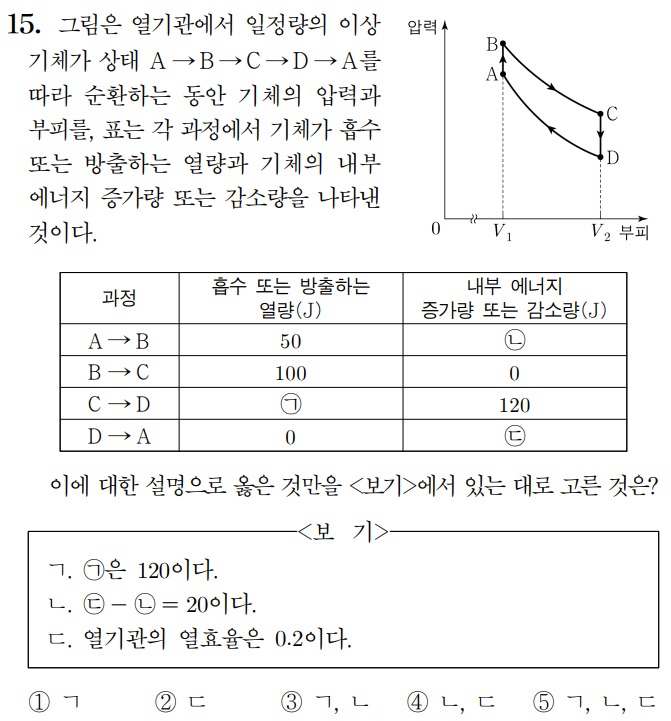 15. 그림은 열기관에서 일정량의 이상
기체가 상태 A→B→C→D→A를
따라 순환하는 동안 기체의 압력과
부피를, 표는 각 과정에서 기체가 흡수
또는 방출하는 열량과 기체의 내부
에너지 증가량 또는 감소량을 나타낸
것이다.
압력
B
A
C
D
0
V₁
V₂ 부피
과정
흡수 또는 방출하는
열량(J)
내부 에너지
증가량 또는 감소량(J)
A→B 50 ㉡
B→C 100 0
C→D ㉠ 120
D→A 0 ㉢
이에 대한 설명으로 옳은 것만을 <보기>에서 있는 대로 고른 것은?
<보 기>
ㄱ. ㉠은 120이다.
ㄴ. ㉢-㉡=20이다.
ㄷ. 열기관의 열효율은 0.2이다.
① ㄱ ② ㄷ ③ ㄱ, ㄴ ④ ㄴ, ㄷ ⑤ ㄱ, ㄴ, ㄷ